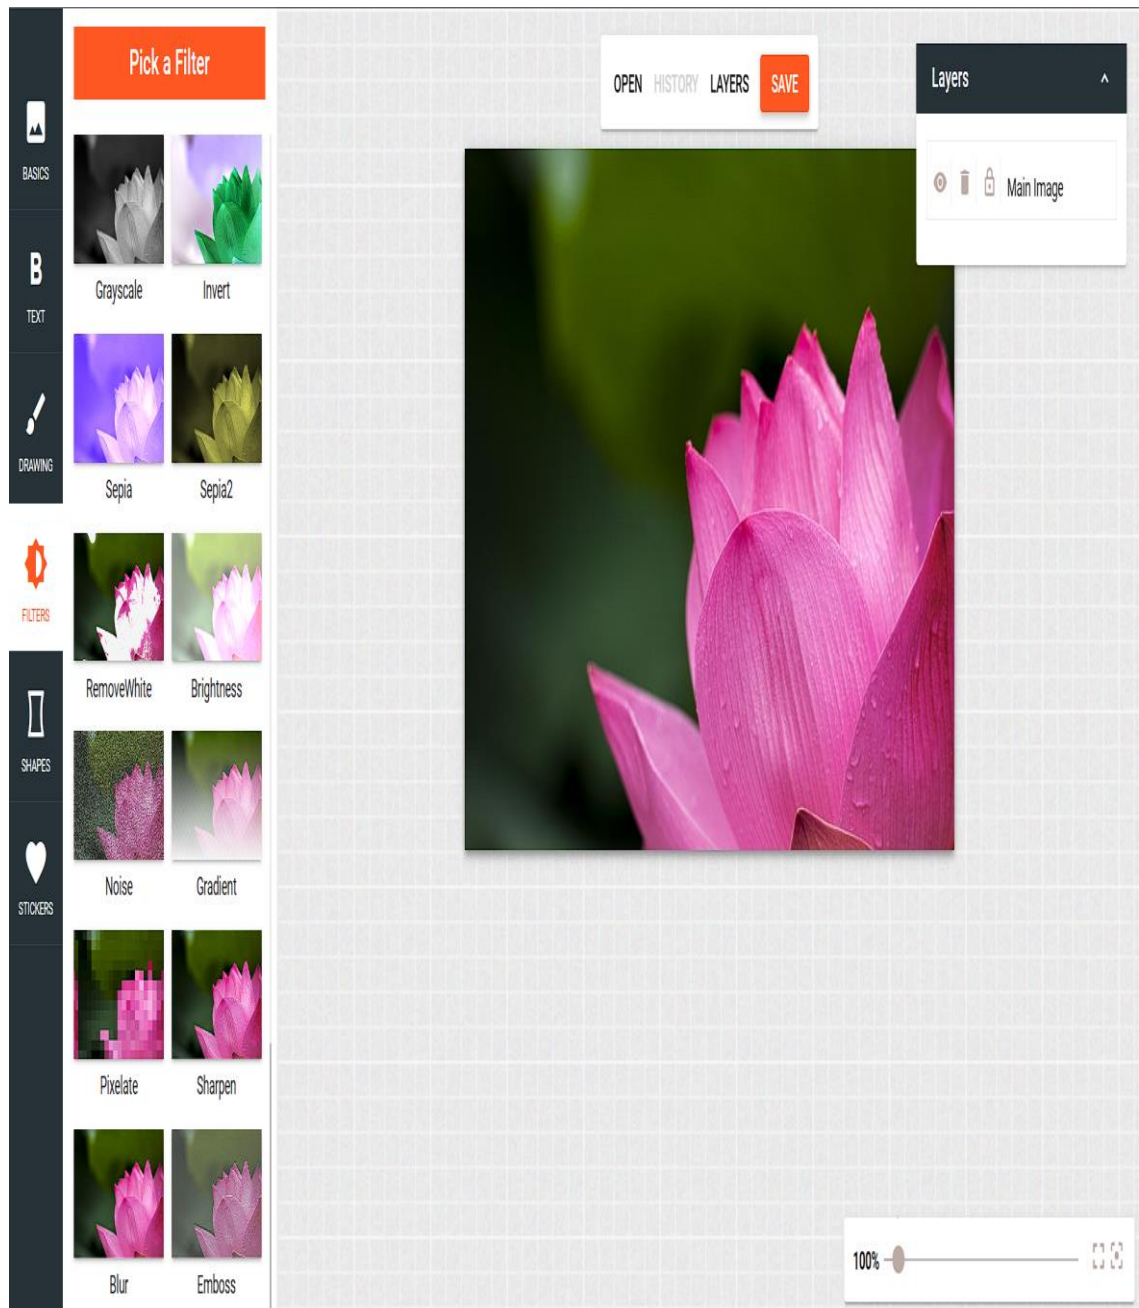 Pick a Filter
OPEN HISTORY LAYERS SAVE
Layers
Main Image
BASICS
TEXT
DRAWING
FILTERS
SHAPES
STICKERS
Grayscale Invert
Sepia Sepia2
RemoveWhite Brightness
Noise Gradient
Pixelate Sharpen
Blur Emboss
100%